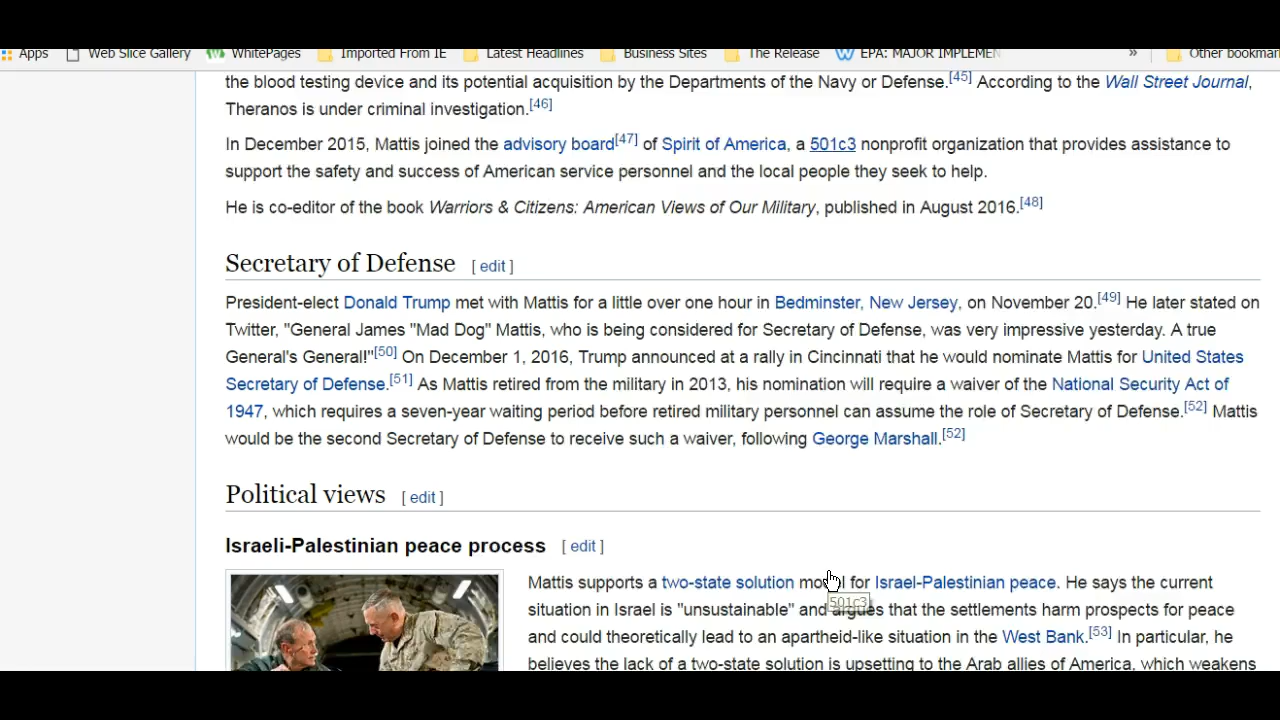 Apps Web Slice Gallery WhitePages Imported From IE Latest Headlines Business Sites The Release EPA: MAJOR IMPLEMEN » Other bookmar
the blood testing device and its potential acquisition by the Departments of the Navy or Defense.[45] According to the Wall Street Journal,
Theranos is under criminal investigation.[46]
In December 2015, Mattis joined the advisory board[47] of Spirit of America, a 501c3 nonprofit organization that provides assistance to
support the safety and success of American service personnel and the local people they seek to help.
He is co-editor of the book Warriors & Citizens: American Views of Our Military, published in August 2016.[48]
Secretary of Defense [ edit ]
President-elect Donald Trump met with Mattis for a little over one hour in Bedminster, New Jersey, on November 20.[49] He later stated on
Twitter, "General James "Mad Dog" Mattis, who is being considered for Secretary of Defense, was very impressive yesterday. A true
General's General!"[50] On December 1, 2016, Trump announced at a rally in Cincinnati that he would nominate Mattis for United States
Secretary of Defense.[51] As Mattis retired from the military in 2013, his nomination will require a waiver of the National Security Act of
1947, which requires a seven-year waiting period before retired military personnel can assume the role of Secretary of Defense.[52] Mattis
would be the second Secretary of Defense to receive such a waiver, following George Marshall.[52]
Political views [ edit ]
Israeli-Palestinian peace process [ edit ]
Mattis supports a two-state solution model for Israel-Palestinian peace. He says the current
501c3
situation in Israel is "unsustainable" and argues that the settlements harm prospects for peace
and could theoretically lead to an apartheid-like situation in the West Bank.[53] In particular, he
believes the lack of a two-state solution is upsetting to the Arab allies of America, which weakens